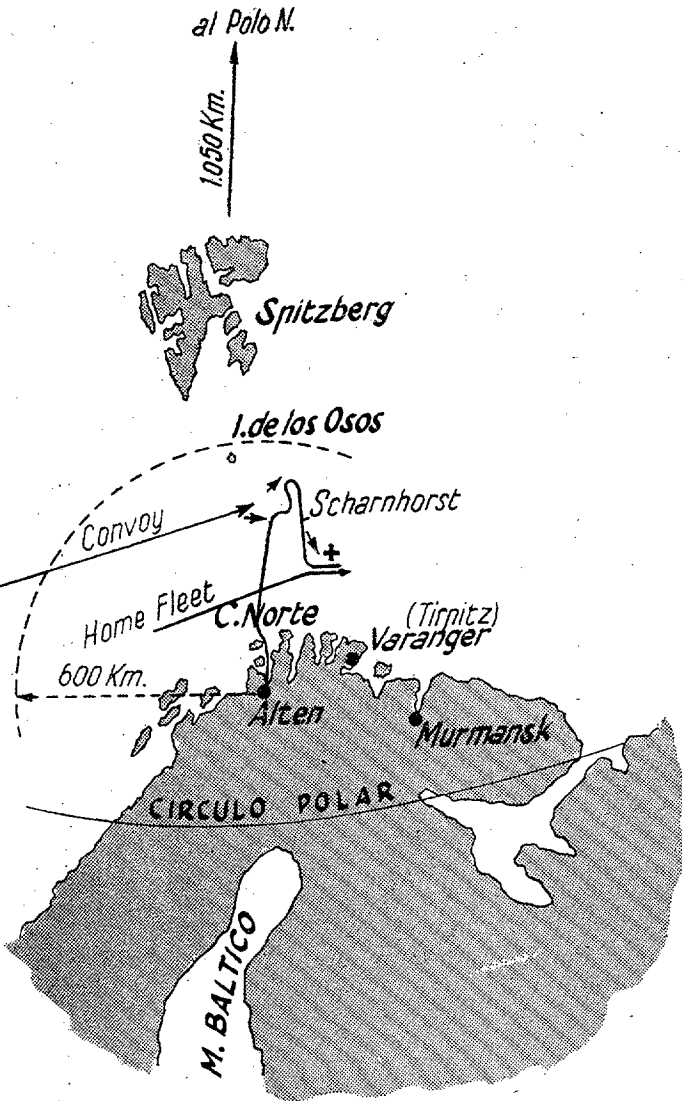 al Polo N.
1.050 Km.
Spitzberg
I. de los Osos
Scharnhorst
Convoy
Home Fleet
C. Norte
(Tirpitz)
Varanger
600 Km.
Alten
Murmansk
CIRCULO POLAR
M. BALTICO